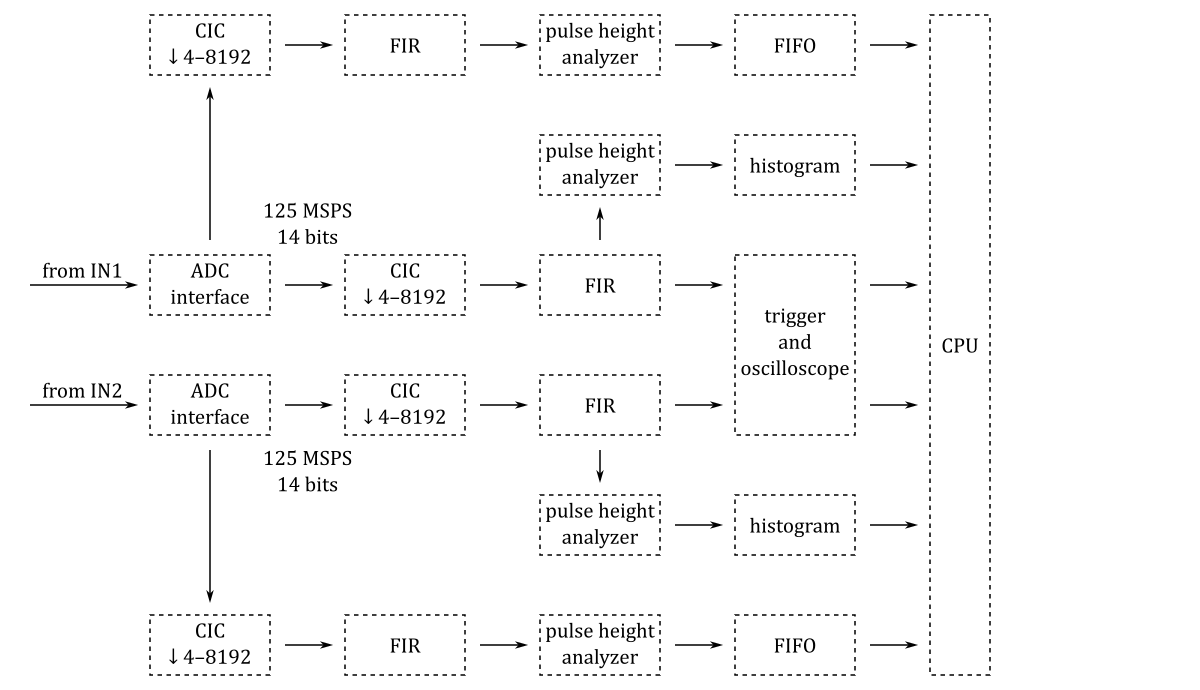 CIC
↓4–8192
FIR
pulse height
analyzer
FIFO
pulse height
analyzer
histogram
125 MSPS
14 bits
from IN1
ADC
interface
CIC
↓4–8192
FIR
trigger
and
oscilloscope
CPU
from IN2
ADC
interface
CIC
↓4–8192
FIR
125 MSPS
14 bits
pulse height
analyzer
histogram
CIC
↓4–8192
FIR
pulse height
analyzer
FIFO